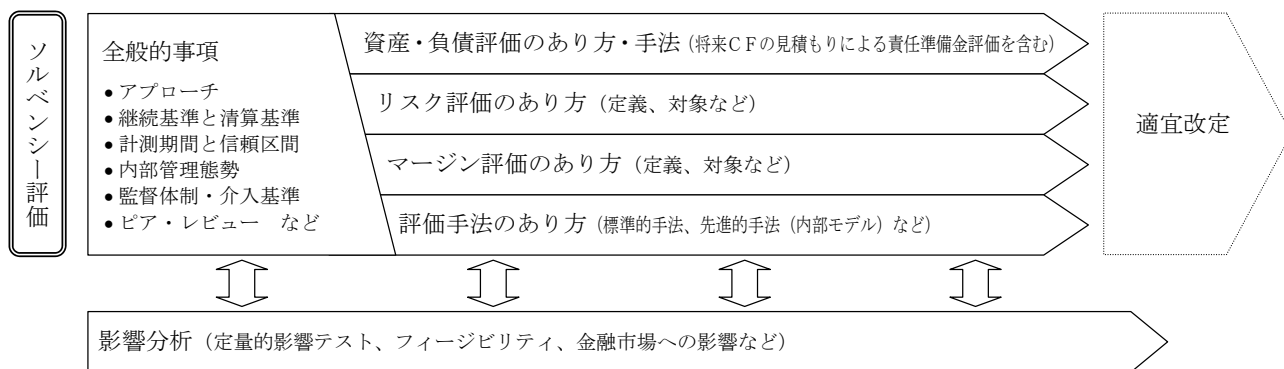 ソルベンシー評価
全般的事項
●アプローチ
●継続基準と清算基準
●計測期間と信頼区間
●内部管理態勢
●監督体制・介入基準
●ピア・レビュー　など
資産・負債評価のあり方・手法（将来ＣＦの見積もりによる責任準備金評価を含む）
リスク評価のあり方（定義、対象など）
マージン評価のあり方（定義、対象など）
評価手法のあり方（標準的手法、先進的手法（内部モデル）など）
適宜改定
影響分析（定量的影響テスト、フィージビリティ、金融市場への影響など）